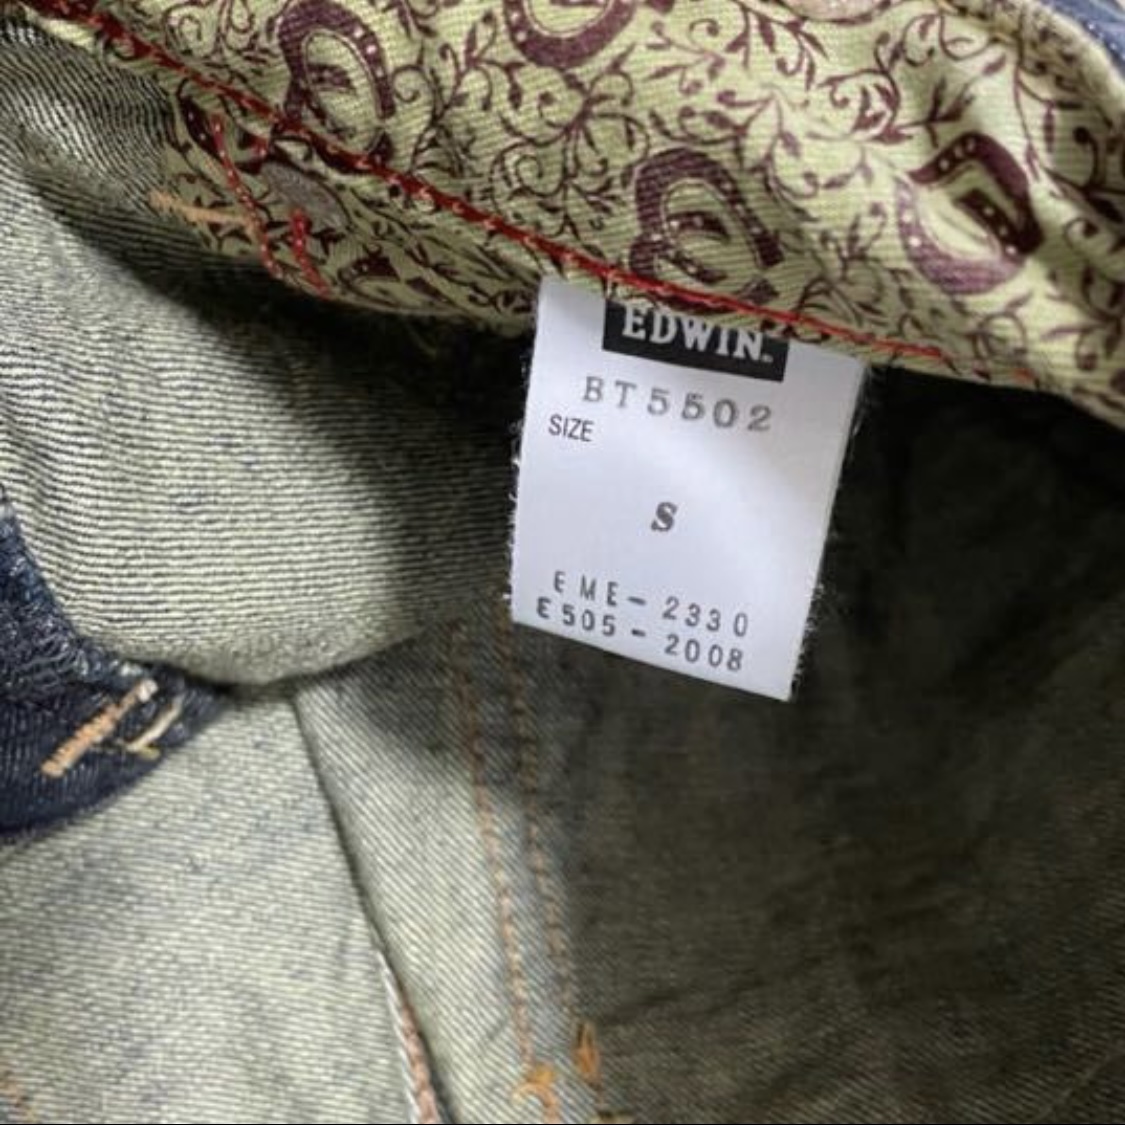 EDWIN.
BT5502
SIZE
S
EME-2330
E505-2008